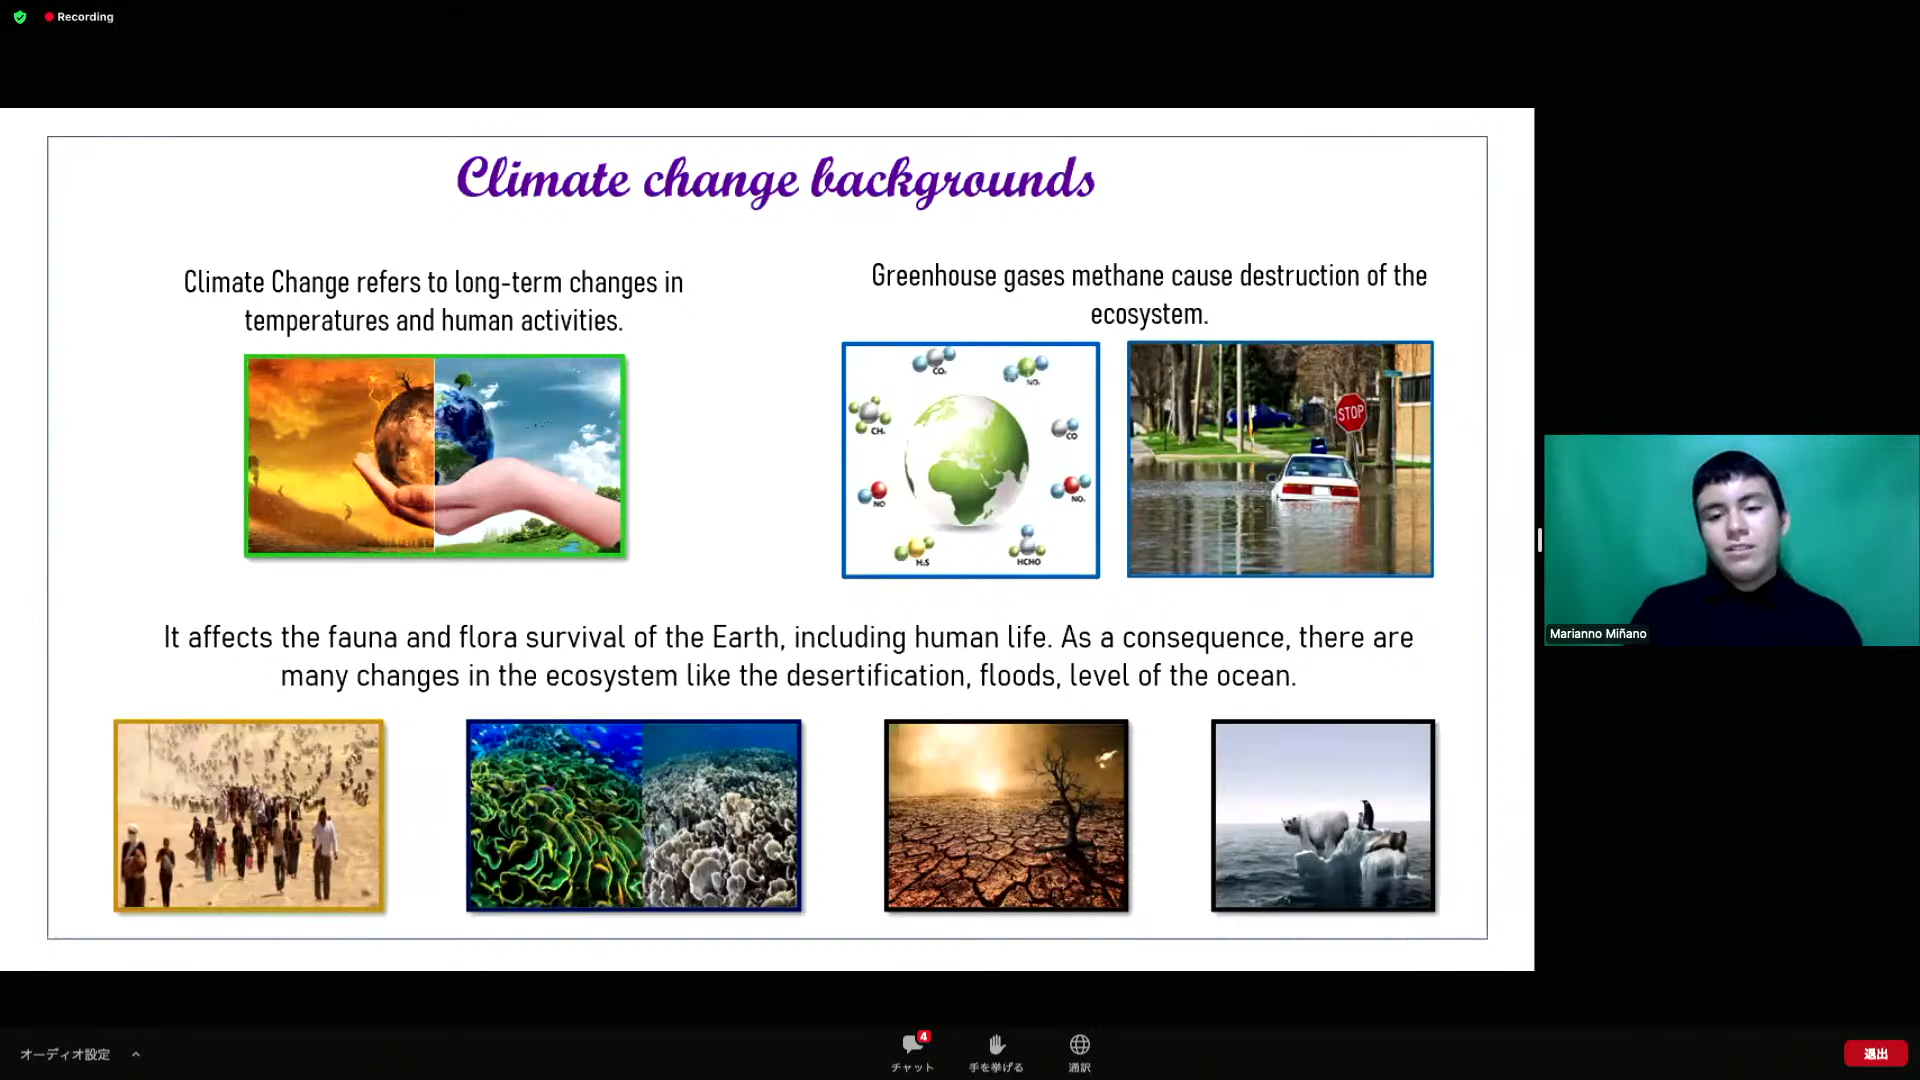 Recording
Climate change backgrounds
Climate Change refers to long-term changes in
temperatures and human activities.
Greenhouse gases methane cause destruction of the
ecosystem.
CO₂
NO₂
CH₄
CO
NO
NO₂
H₂S
HCHO
STOP
It affects the fauna and flora survival of the Earth, including human life. As a consequence, there are
many changes in the ecosystem like the desertification, floods, level of the ocean.
Marianno Miñano
オーディオ設定
4
チャット
手を挙げる
通訳
退出